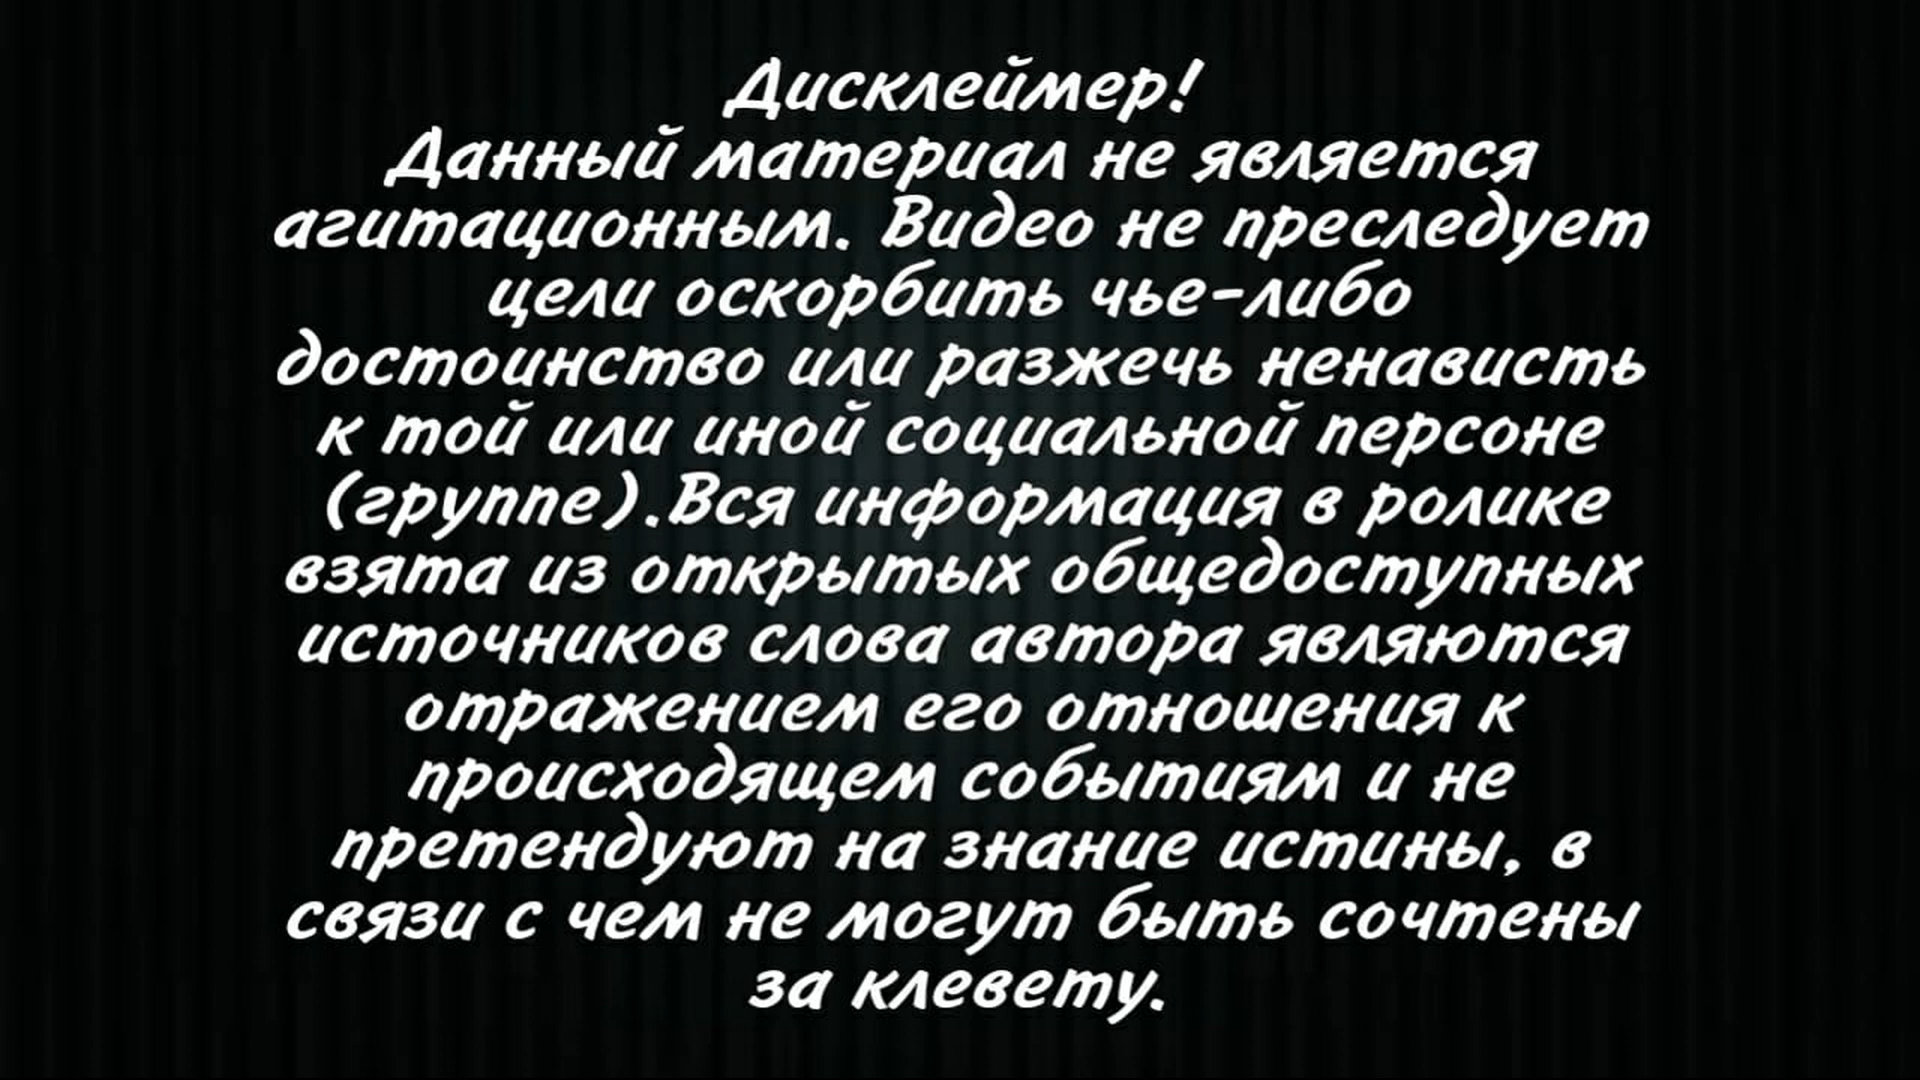 Дисклеймер!
Данный материал не является
агитационным. Видео не преследует
цели оскорбить чье-либо
достоинство или разжечь ненависть
к той или иной социальной персоне
(группе).Вся информация в ролике
взята из открытых общедоступных
источников слова автора являются
отражением его отношения к
происходящем событиям и не
претендуют на знание истины, в
связи с чем не могут быть сочтены
за клевету.